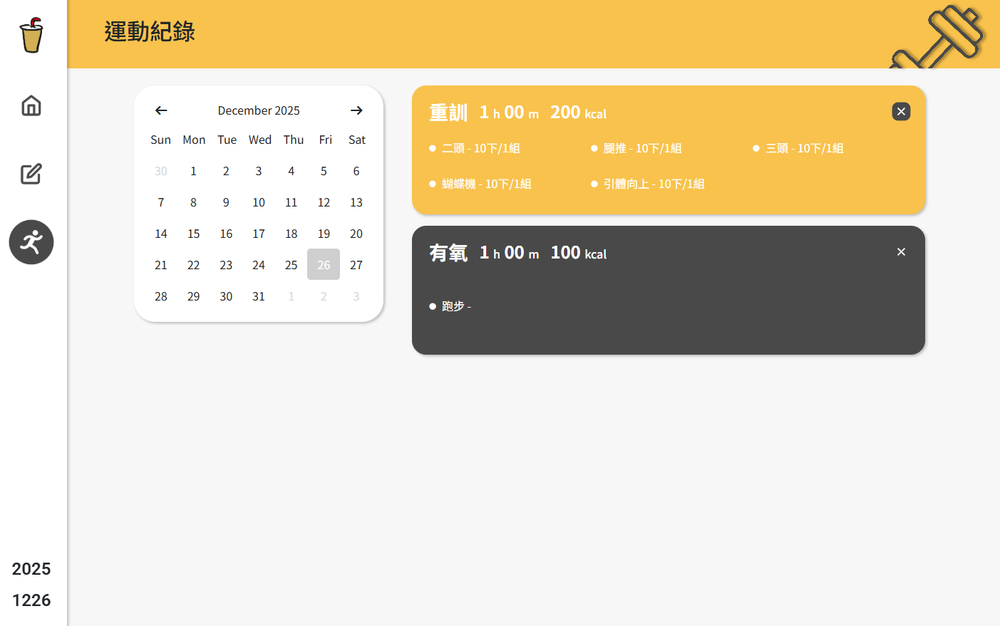 運動紀錄
December 2025
Sun Mon Tue Wed Thu Fri Sat
30 1 2 3 4 5 6
7 8 9 10 11 12 13
14 15 16 17 18 19 20
21 22 23 24 25 26 27
28 29 30 31 1 2 3
重訓 1 h 00 m 200 kcal
二頭 - 10下/1組 腿推 - 10下/1組 三頭 - 10下/1組
蝴蝶機 - 10下/1組 引體向上 - 10下/1組
有氧 1 h 00 m 100 kcal
跑步 -
2025
1226